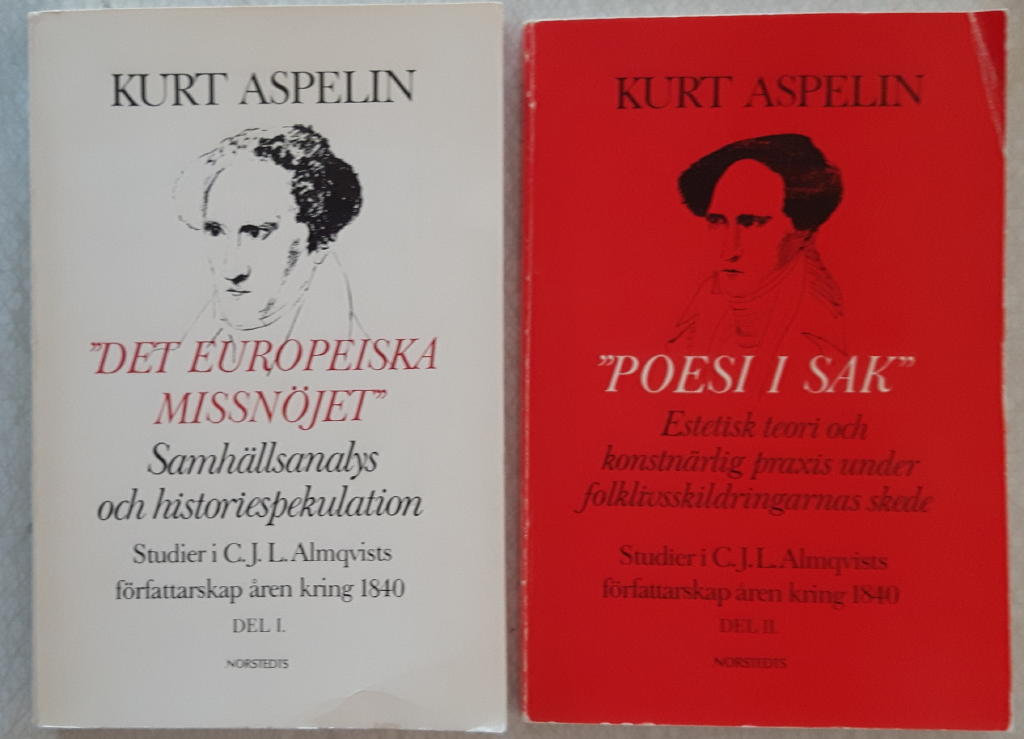 KURT ASPELIN
”DET EUROPEISKA
MISSNÖJET”
Samhällsanalys
och historiespekulation
Studier i C. J. L. Almqvists
författarskap åren kring 1840
DEL I.
NORSTEDTS
KURT ASPELIN
”POESI I SAK”
Estetisk teori och
konstnärlig praxis under
folklivsskildringarnas skede
Studier i C. J. L. Almqvists
författarskap åren kring 1840
DEL II.
NORSTEDTS